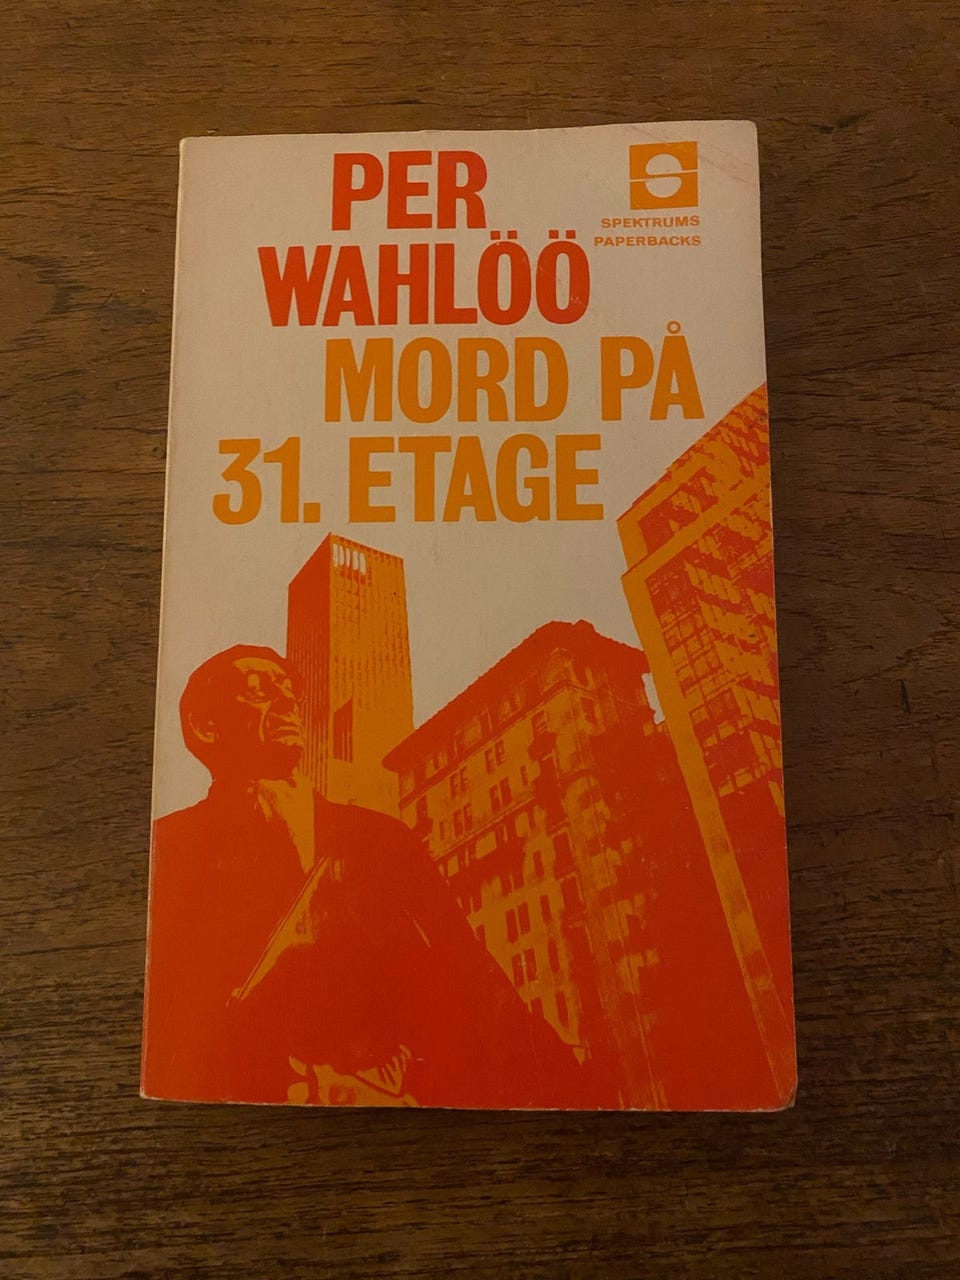 PER
WAHLÖÖ
MORD PÅ
31. ETAGE
S
SPEKTRUMS
PAPERBACKS